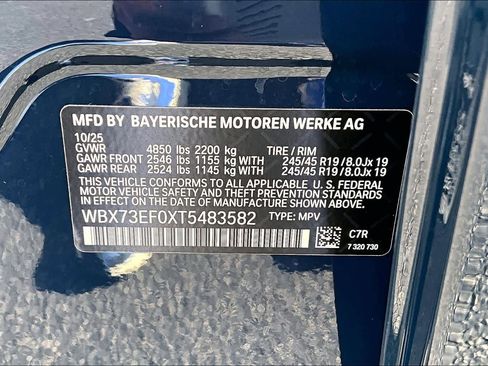 MFD BY BAYERISCHE MOTOREN WERKE AG
10/25
GVWR 4850 lbs 2200 kg TIRE / RIM
GAWR FRONT 2546 lbs 1155 kg WITH 245/45 R19 / 8.0Jx 19
GAWR REAR 2524 lbs 1145 kg WITH 245/45 R19 / 8.0Jx 19
THIS VEHICLE CONFORMS TO ALL APPLICABLE U.S. FEDERAL
MOTOR VEHICLE SAFETY AND THEFT PREVENTION STANDARDS IN
EFFECT ON THE DATE OF MANUFACTURE SHOWN ABOVE.
WBX73EF0XT5483582 TYPE: MPV
C7R
7 320 730